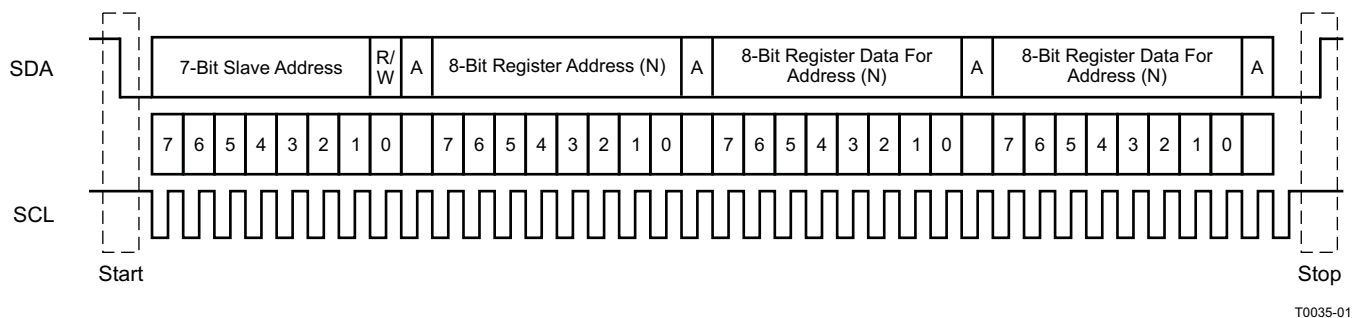 SDA
7-Bit Slave Address
R/
W
A
8-Bit Register Address (N)
A
8-Bit Register Data For
Address (N)
A
8-Bit Register Data For
Address (N)
A
7 6 5 4 3 2 1 0 7 6 5 4 3 2 1 0 7 6 5 4 3 2 1 0 7 6 5 4 3 2 1 0
SCL
Start
Stop
T0035-01